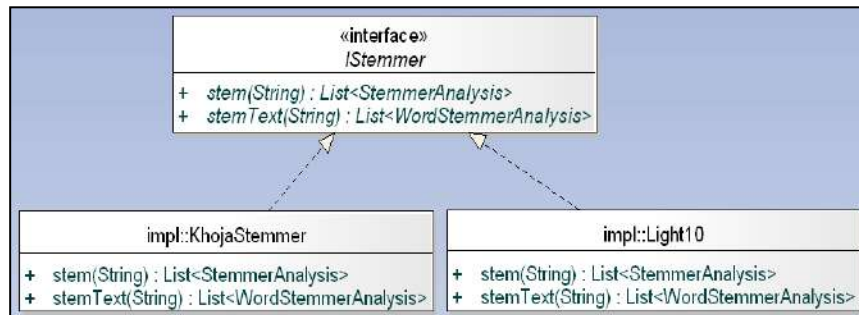 «interface»
IStemmer
+ stem(String) : List<StemmerAnalysis>
+ stemText(String) : List<WordStemmerAnalysis>
impl::KhojaStemmer
+ stem(String) : List<StemmerAnalysis>
+ stemText(String) : List<WordStemmerAnalysis>
impl::Light10
+ stem(String) : List<StemmerAnalysis>
+ stemText(String) : List<WordStemmerAnalysis>